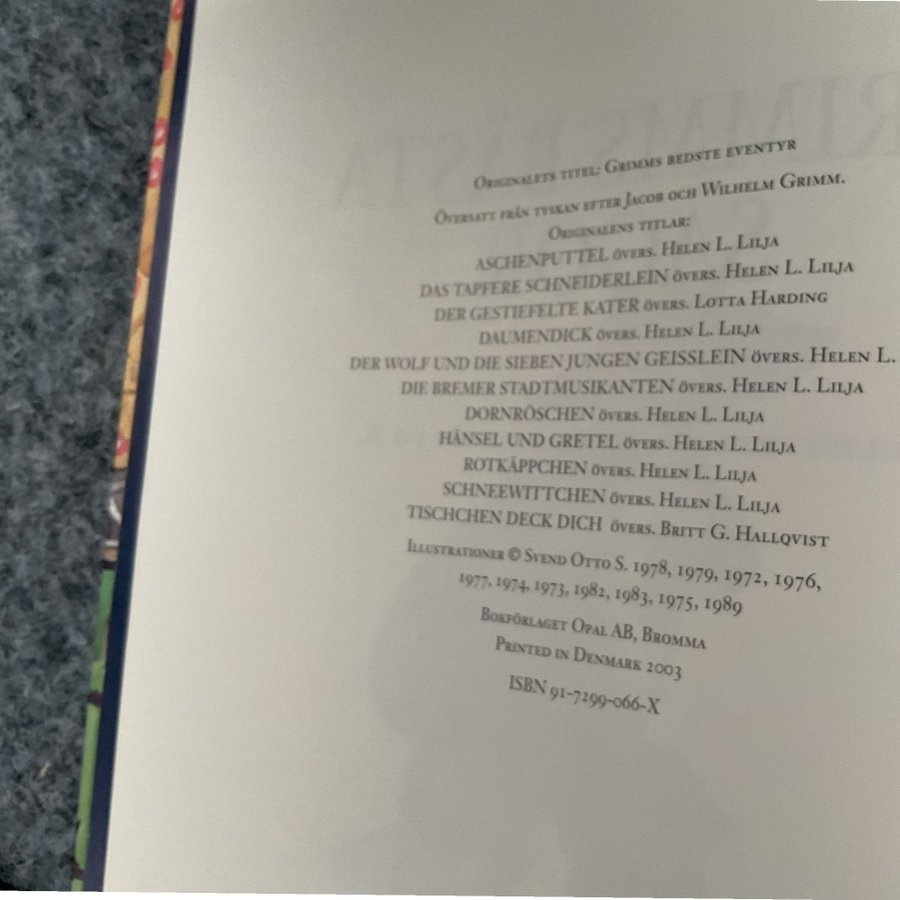 Originalets titel: Grimms bedste eventyr
Översatt från tyskan efter Jacob och Wilhelm Grimm.
Originalens titlar:
ASCHENPUTTEL övers. Helen L. Lilja
DAS TAPFERE SCHNEIDERLEIN övers. Helen L. Lilja
DER GESTIEFELTE KATER övers. Lotta Harding
DAUMENDICK övers. Helen L. Lilja
DER WOLF UND DIE SIEBEN JUNGEN GEISSLEIN övers. Helen L.
DIE BREMER STADTMUSIKANTEN övers. Helen L. Lilja
DORNRÖSCHEN övers. Helen L. Lilja
HÄNSEL UND GRETEL övers. Helen L. Lilja
ROTKÄPPCHEN övers. Helen L. Lilja
SCHNEEWITTCHEN övers. Helen L. Lilja
TISCHCHEN DECK DICH övers. Britt G. Hallqvist
Illustrationer © Svend Otto S. 1978, 1979, 1972, 1976,
1977, 1974, 1973, 1982, 1983, 1975, 1989
Bokförlaget Opal AB, Bromma
Printed in Denmark 2003
ISBN 91-7299-066-X